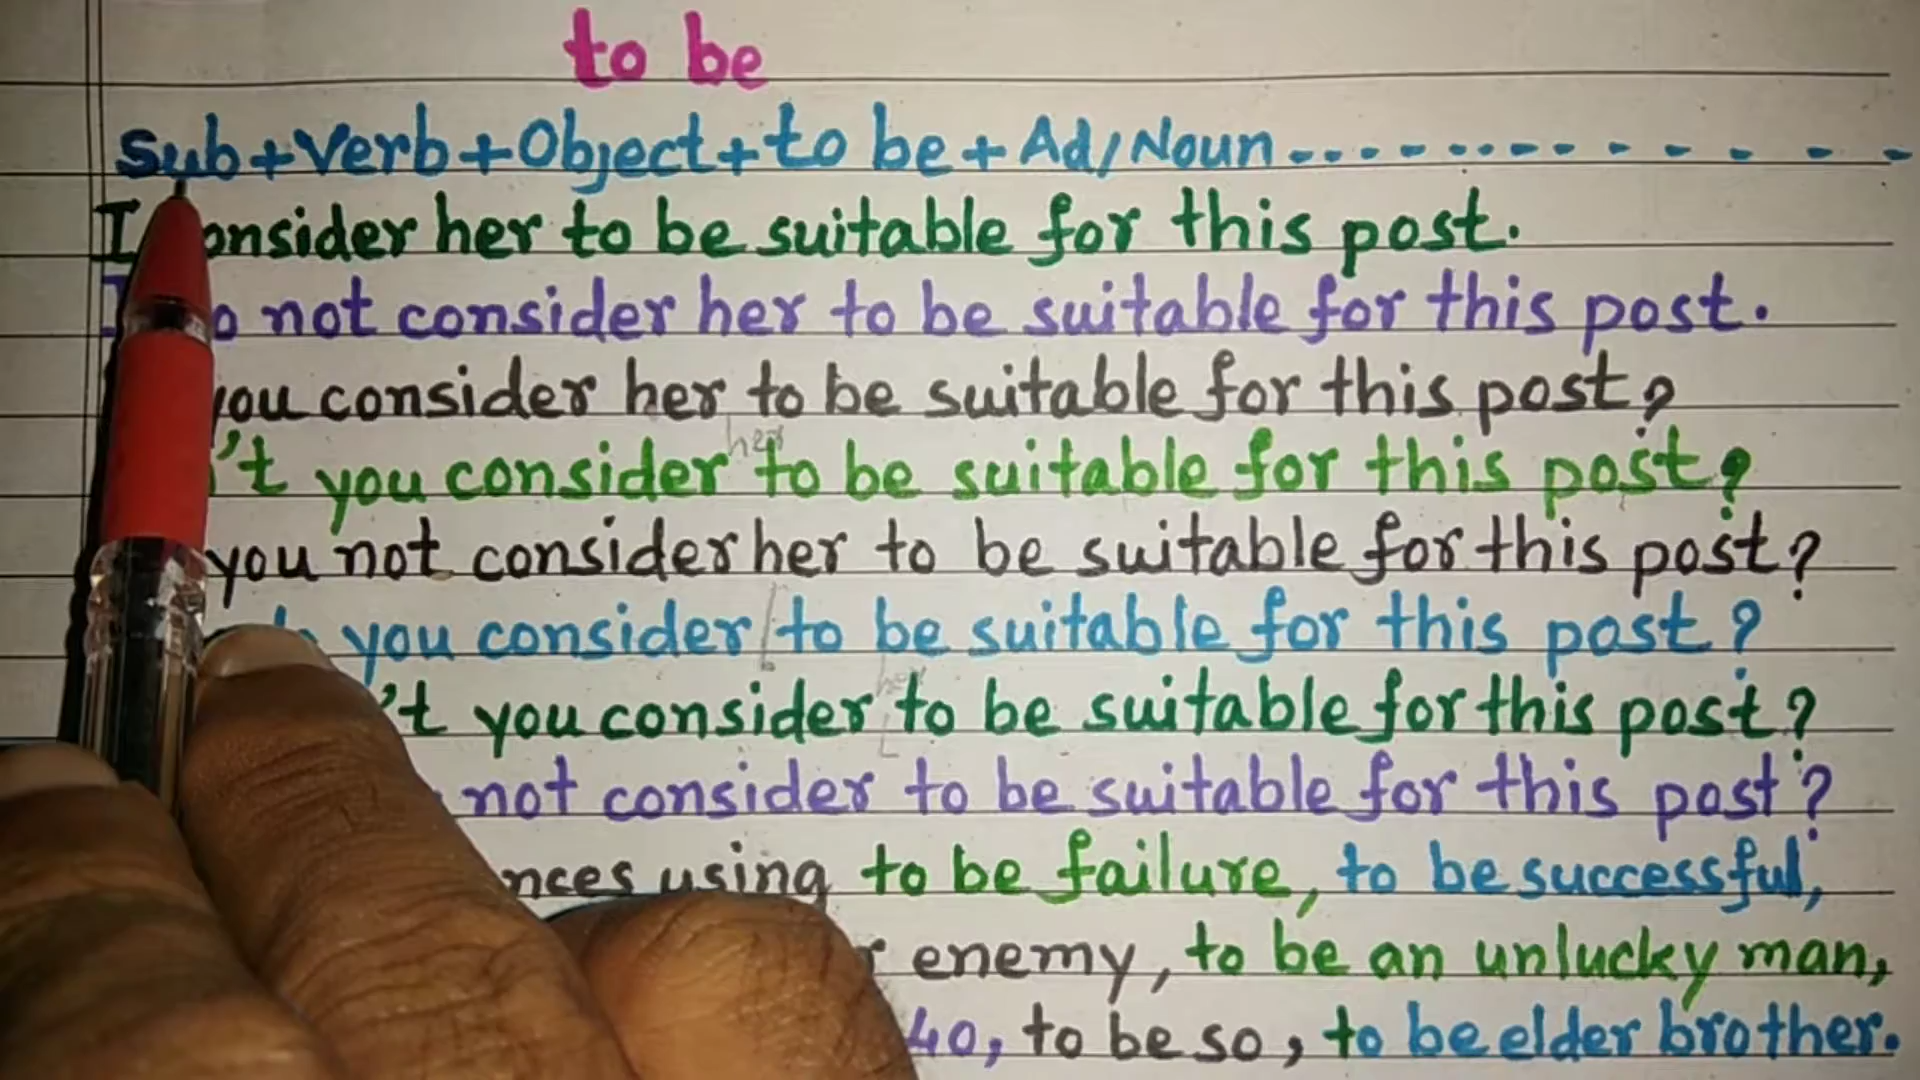 to be
Sub+Verb+Object+to be+Ad/Noun..............
I consider her to be suitable for this post.
I do not consider her to be suitable for this post.
you consider her to be suitable for this post?
't you consider her to be suitable for this post?
you not consider her to be suitable for this post?
you consider to be suitable for this post?
't you consider her to be suitable for this post?
not consider to be suitable for this post?
using to be failure, to be successful,
enemy, to be an unlucky man,
40, to be so, to be elder brother.